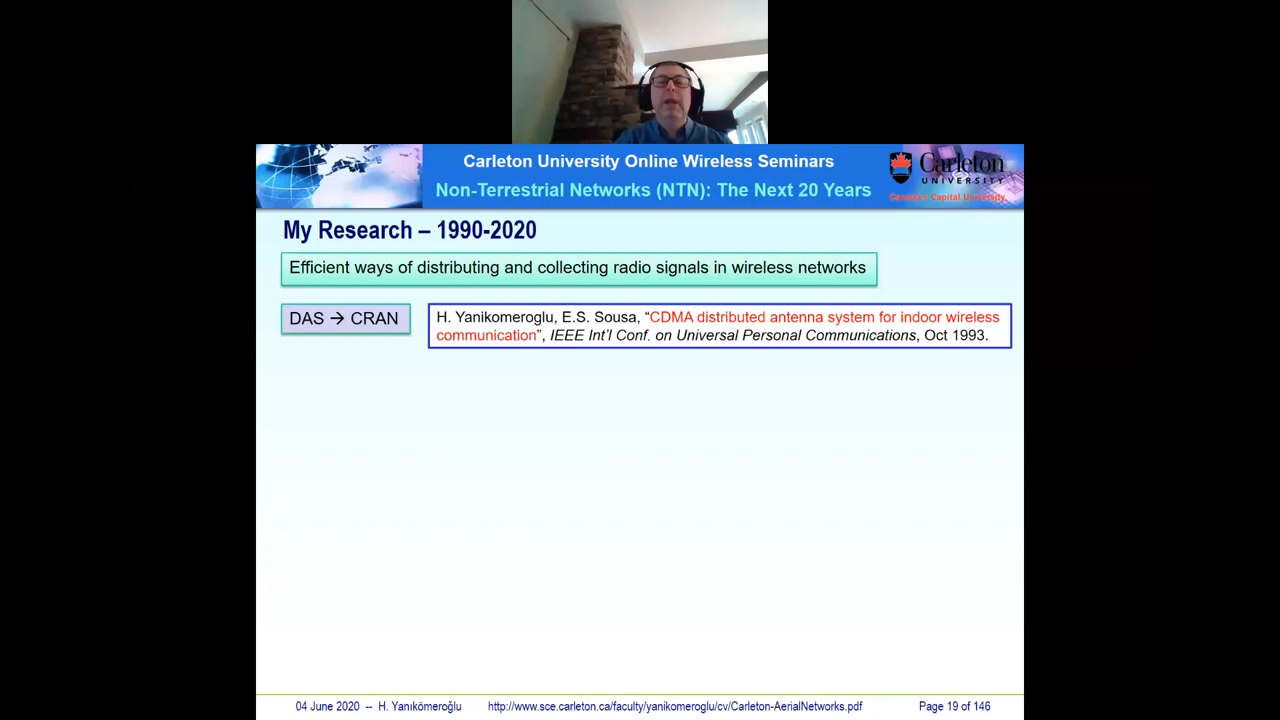 Carleton University Online Wireless Seminars
Non-Terrestrial Networks (NTN): The Next 20 Years
Carleton
UNIVERSITY
Canada's Capital University
My Research – 1990-2020
Efficient ways of distributing and collecting radio signals in wireless networks
DAS → CRAN
H. Yanikomeroglu, E.S. Sousa, “CDMA distributed antenna system for indoor wireless
communication”, IEEE Int'l Conf. on Universal Personal Communications, Oct 1993.
04 June 2020 -- H. Yanıkömeroğlu http://www.sce.carleton.ca/faculty/yanikomeroglu/cv/Carleton-AerialNetworks.pdf Page 19 of 146